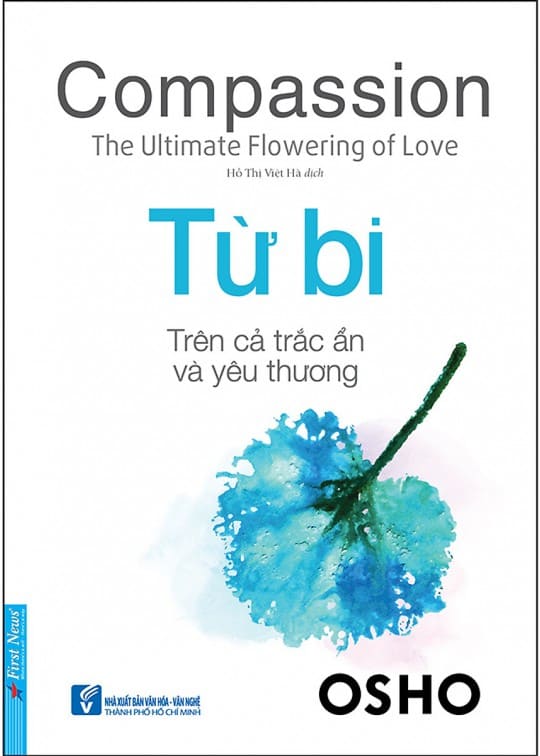 Compassion
The Ultimate Flowering of Love
Hồ Thị Việt Hà dịch
Từ bi
Trên cả trắc ẩn
và yêu thương
First News®
NHÀ XUẤT BẢN VĂN HÓA - VĂN NGHỆ
THÀNH PHỐ HỒ CHÍ MINH
OSHO